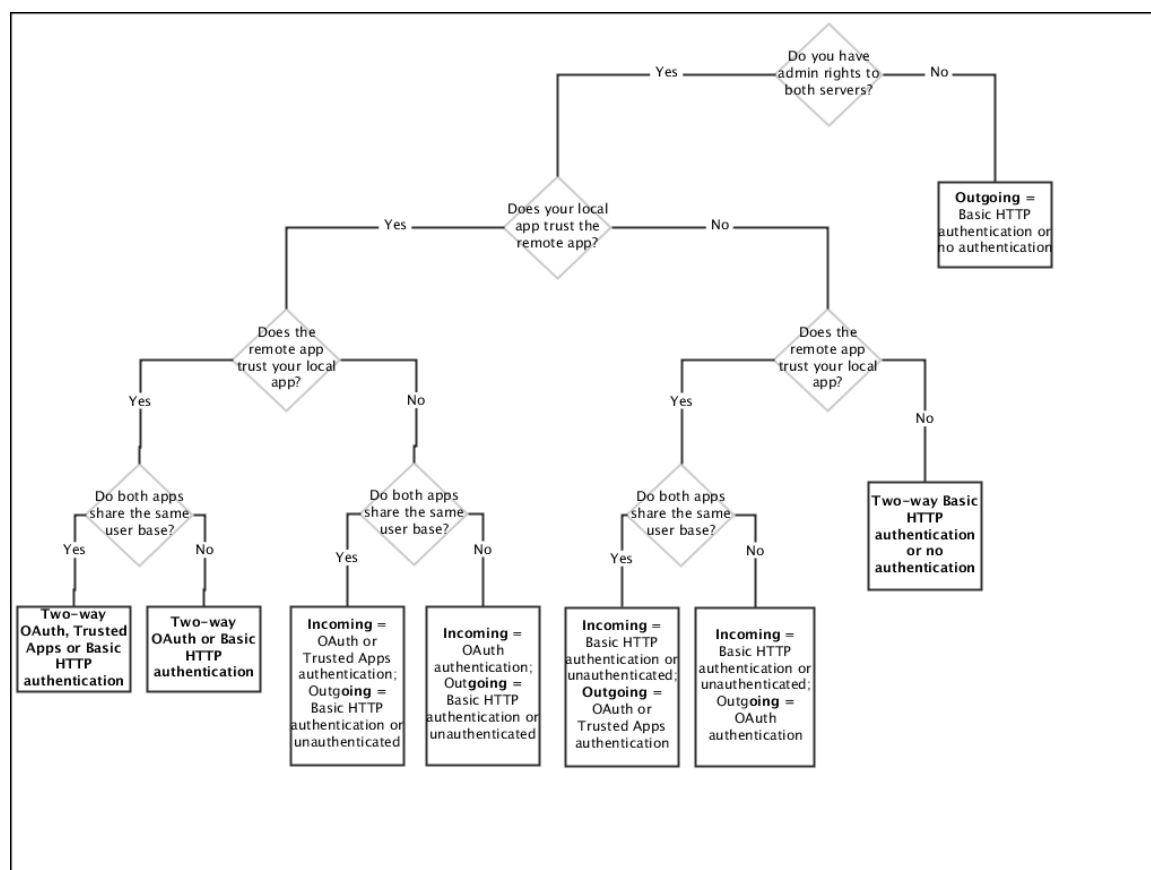 Do you have
admin rights to
both servers?
Yes
No
Does your local
app trust the
remote app?
Outgoing =
Basic HTTP
authentication or
no authentication
Yes
No
Does the
remote app
trust your local
app?
Does the
remote app
trust your local
app?
Yes
No
Yes
No
Do both apps
share the same
user base?
Do both apps
share the same
user base?
Do both apps
share the same
user base?
Two-way Basic
HTTP
authentication
or no
authentication
Yes
No
Yes
No
Yes
No
Two-way
OAuth, Trusted
Apps or Basic
HTTP
authentication
Two-way
OAuth or Basic
HTTP
authentication
Incoming =
OAuth or
Trusted Apps
authentication;
Outgoing =
Basic HTTP
authentication or
unauthenticated
Incoming =
OAuth
authentication;
Outgoing =
Basic HTTP
authentication or
unauthenticated
Incoming =
Basic HTTP
authentication or
unauthenticated;
Outgoing =
OAuth or
Trusted Apps
authentication
Incoming =
Basic HTTP
authentication or
unauthenticated;
Outgoing =
OAuth
authentication